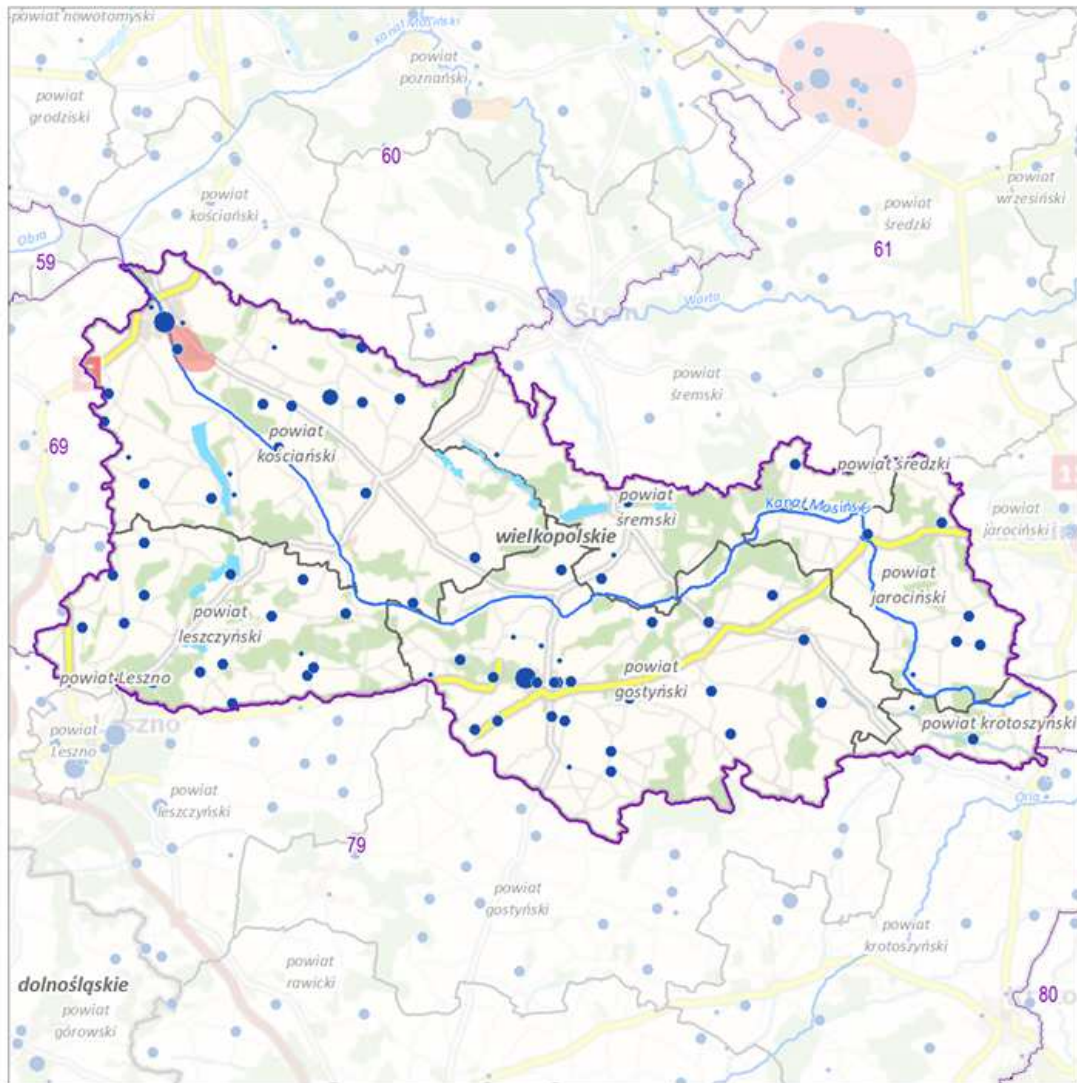 powiat nowotomyski
Kanał Mosiński
powiat
poznański
powiat
grodziski
60
powiat
wrzesiński
powiat
kościański
powiat
średzki
Obra
61
59
Warta
powiat
śremski
69
powiat
kościański
powiat średzki
powiat
śremski
Kanał Mosiński
wielkopolskie
powiat
jarociński
powiat
jarociński
powiat
leszczyński
powiat
gostyński
powiat Leszno
powiat krotoszyński
powiat
Leszno
szno
powiat
leszczyński
Orla
79
powiat
gostyński
powiat
krotoszyński
powiat
rawicki
dolnośląskie
powiat
górowski
80